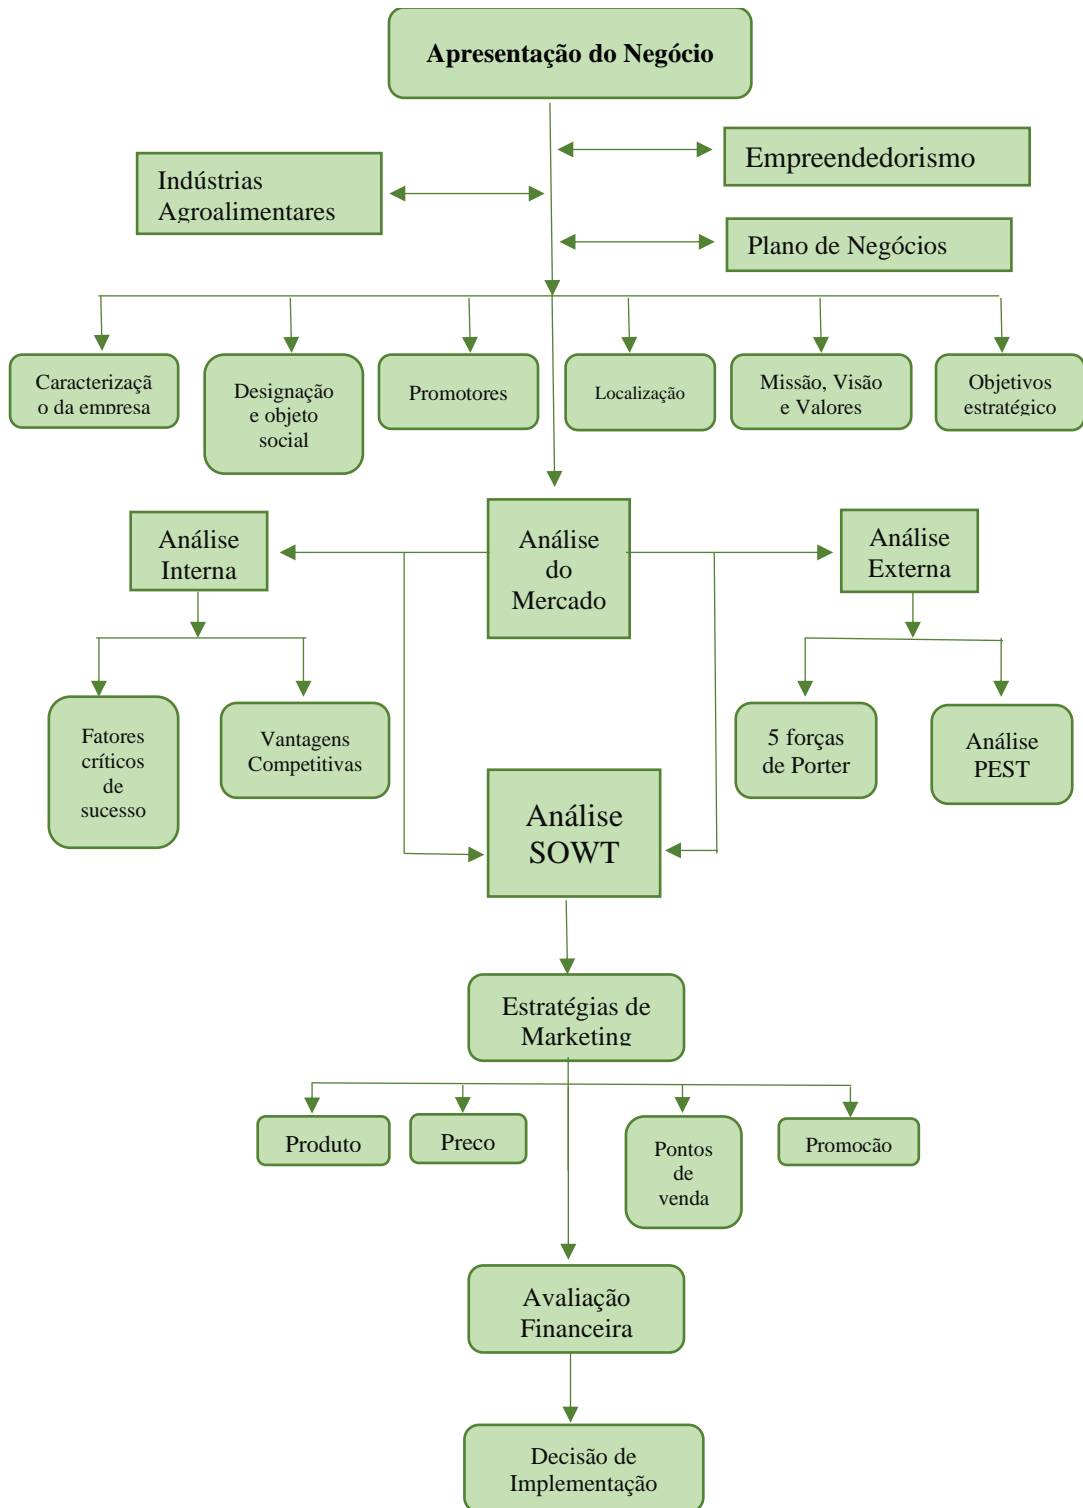 Apresentação do Negócio
Empreendedorismo
Indústrias
Agroalimentares
Plano de Negócios
Caracterizaçã
o da empresa
Designação
e objeto
social
Promotores
Localização
Missão, Visão
e Valores
Objetivos
estratégico
Análise
Interna
Análise
do
Mercado
Análise
Externa
Fatores
críticos
de
sucesso
Vantagens
Competitivas
5 forças
de Porter
Análise
PEST
Análise
SOWT
Estratégias de
Marketing
Produto
Preco
Pontos
de
venda
Promocão
Avaliação
Financeira
Decisão de
Implementação